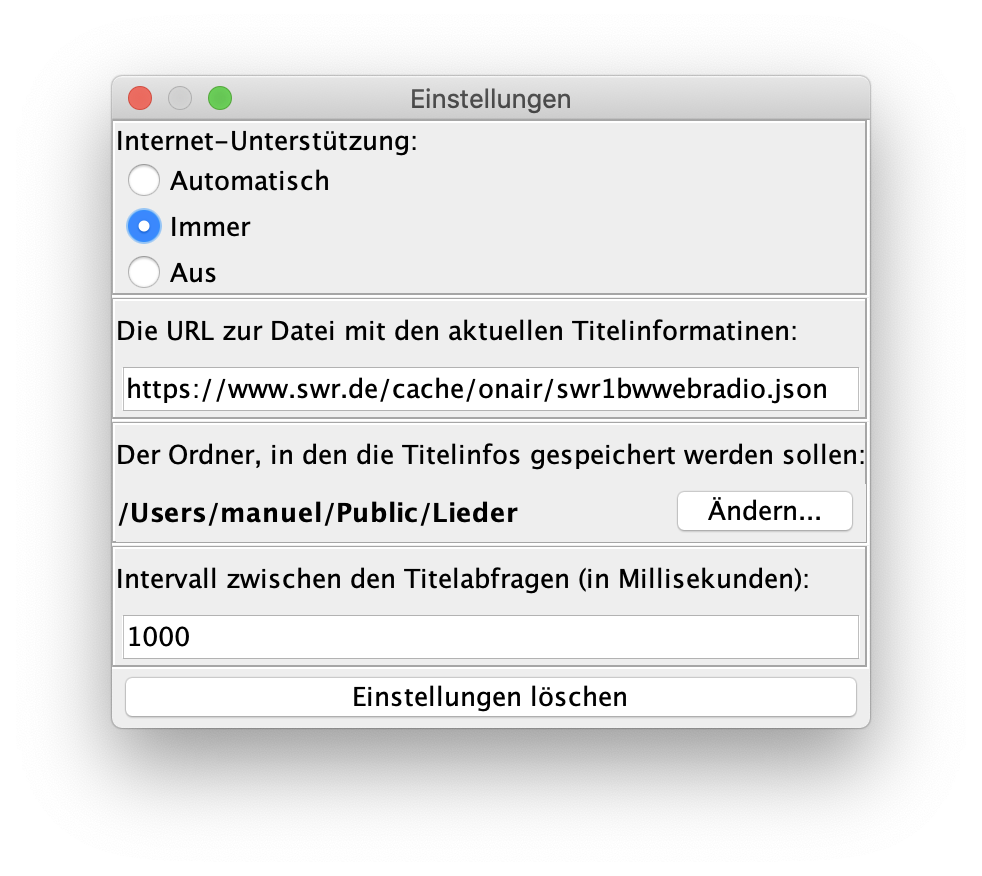 Einstellungen
Internet-Unterstützung:
Automatisch
Immer
Aus
Die URL zur Datei mit den aktuellen Titelinformatinen:
https://www.swr.de/cache/onair/swr1bwwebradio.json
Der Ordner, in den die Titelinfos gespeichert werden sollen:
/Users/manuel/Public/Lieder
Ändern...
Intervall zwischen den Titelabfragen (in Millisekunden):
1000
Einstellungen löschen